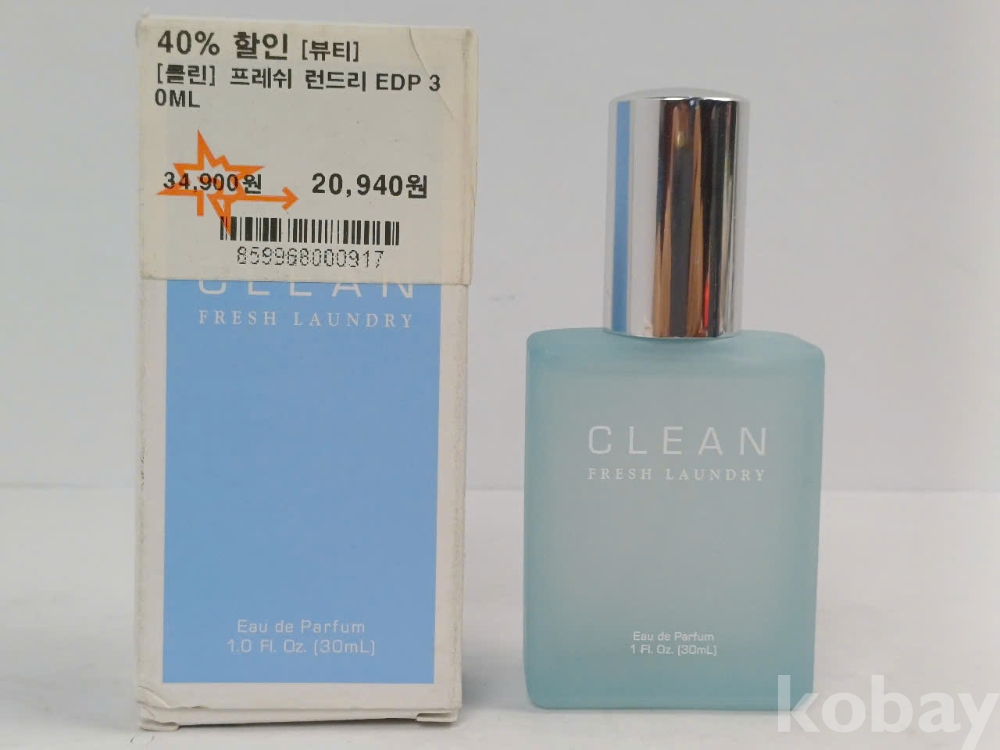 40% 할인 [뷰티]
[클린] 프레쉬 런드리 EDP 3
0ML
34,900원
20,940원
859968000917
CLEAN
FRESH LAUNDRY
Eau de Parfum
1.0 Fl. Oz. [30mL]
CLEAN
FRESH LAUNDRY
Eau de Parfum
1 Fl. Oz. [30mL]
kobay